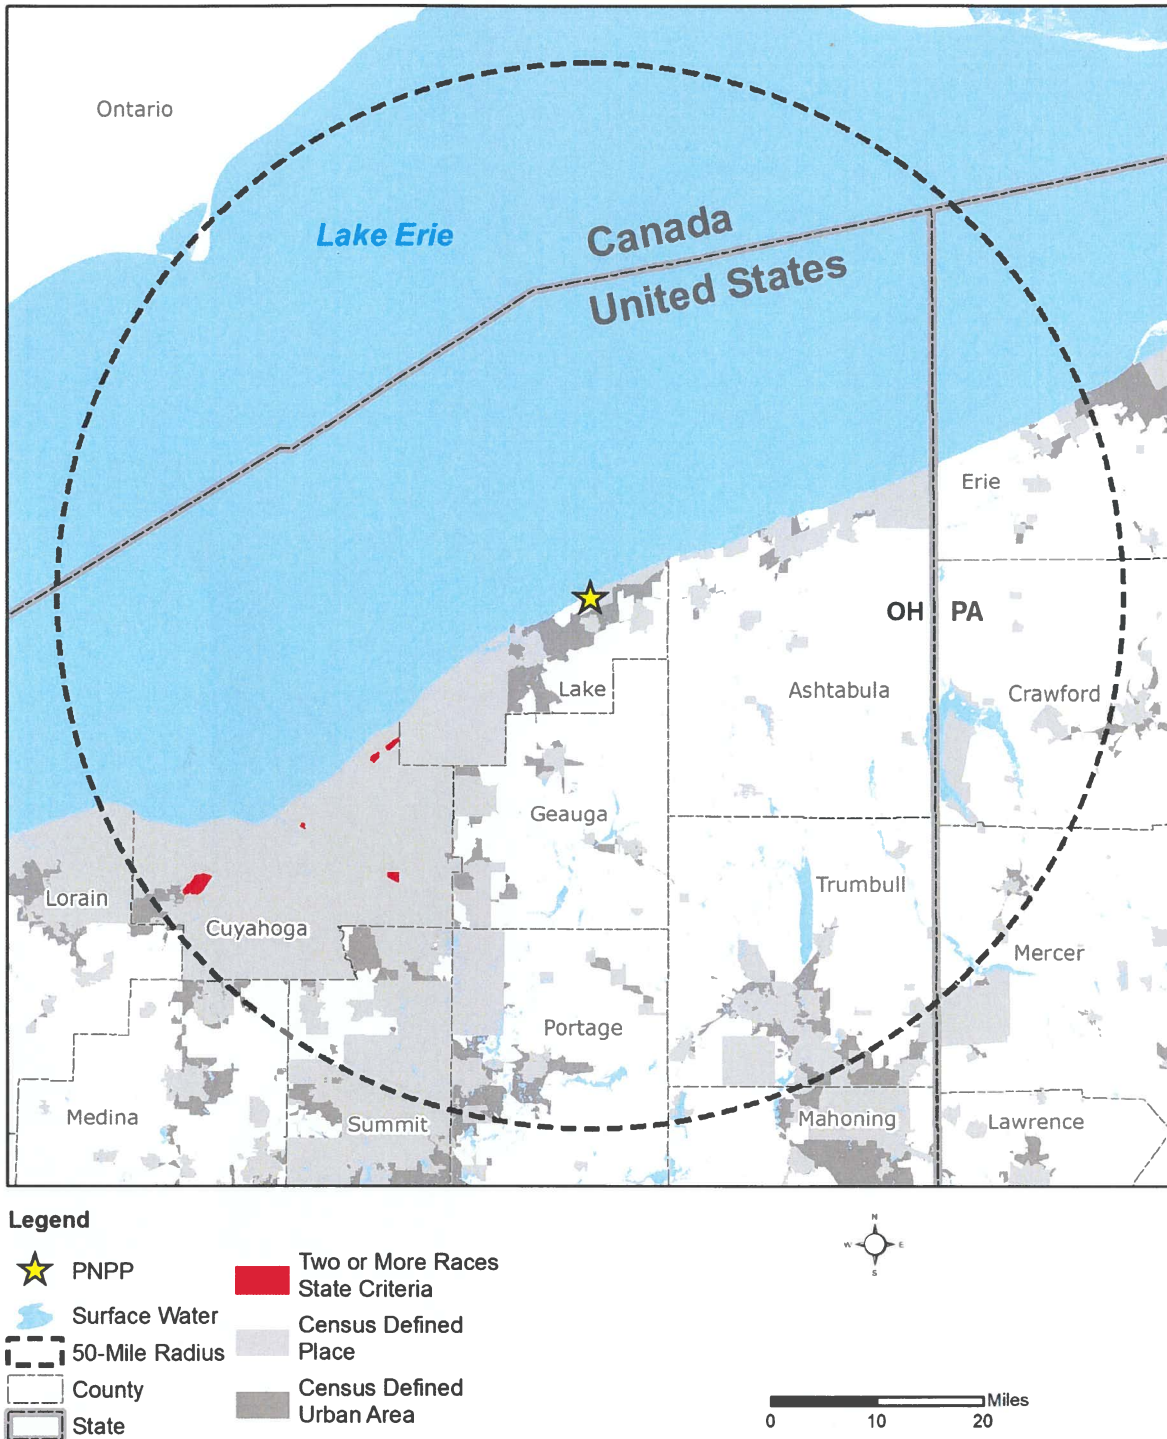 Ontario
Lake Erie
Canada
United States
Erie
OH
PA
Lake
Ashtabula
Crawford
Geauga
Trumbull
Lorain
Cuyahoga
Mercer
Portage
Medina
Summit
Mahoning
Lawrence
Legend
PNPP
Surface Water
50-Mile Radius
County
State
Two or More Races
State Criteria
Census Defined
Place
Census Defined
Urban Area
N
W
E
S
Miles
0
10
20